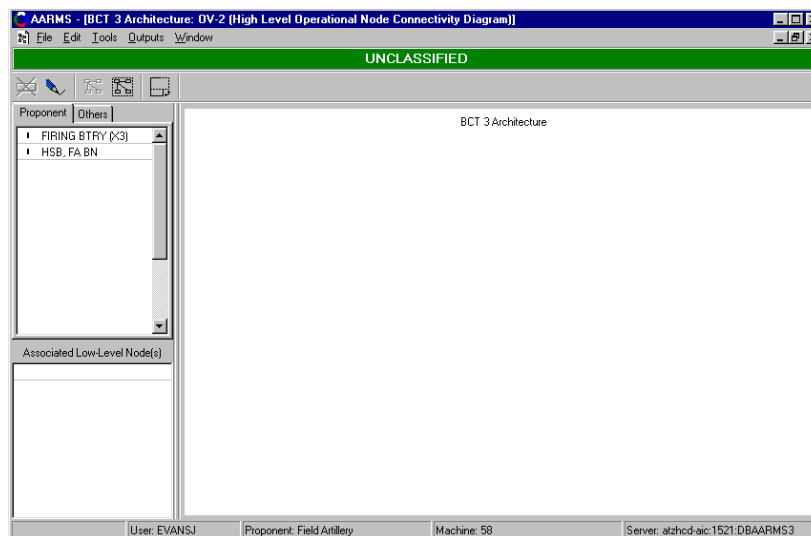 AARMS - [BCT 3 Architecture: OV-2 (High Level Operational Node Connectivity Diagram)]
File Edit Tools Outputs Window
UNCLASSIFIED
Proponent Others
FIRING BTRY (X3)
HSB, FA BN
BCT 3 Architecture
Associated Low-Level Node(s)
User: EVANSJ Proponent: Field Artillery Machine: 58 Server: atzhcd-aic:1521:DBAARMS3